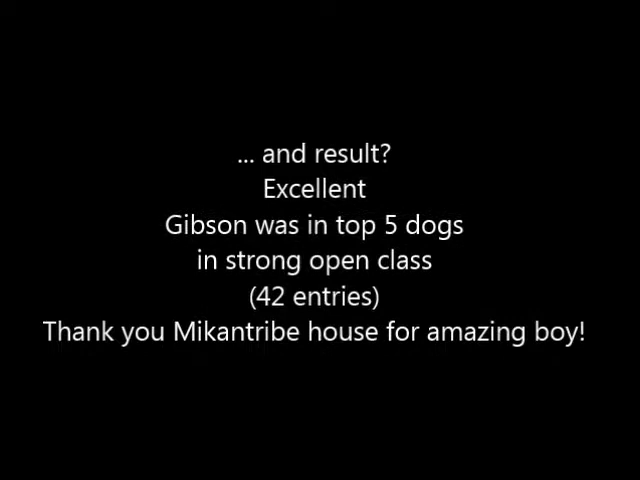 ... and result?
Excellent
Gibson was in top 5 dogs
in strong open class
(42 entries)
Thank you Mikantribe house for amazing boy!